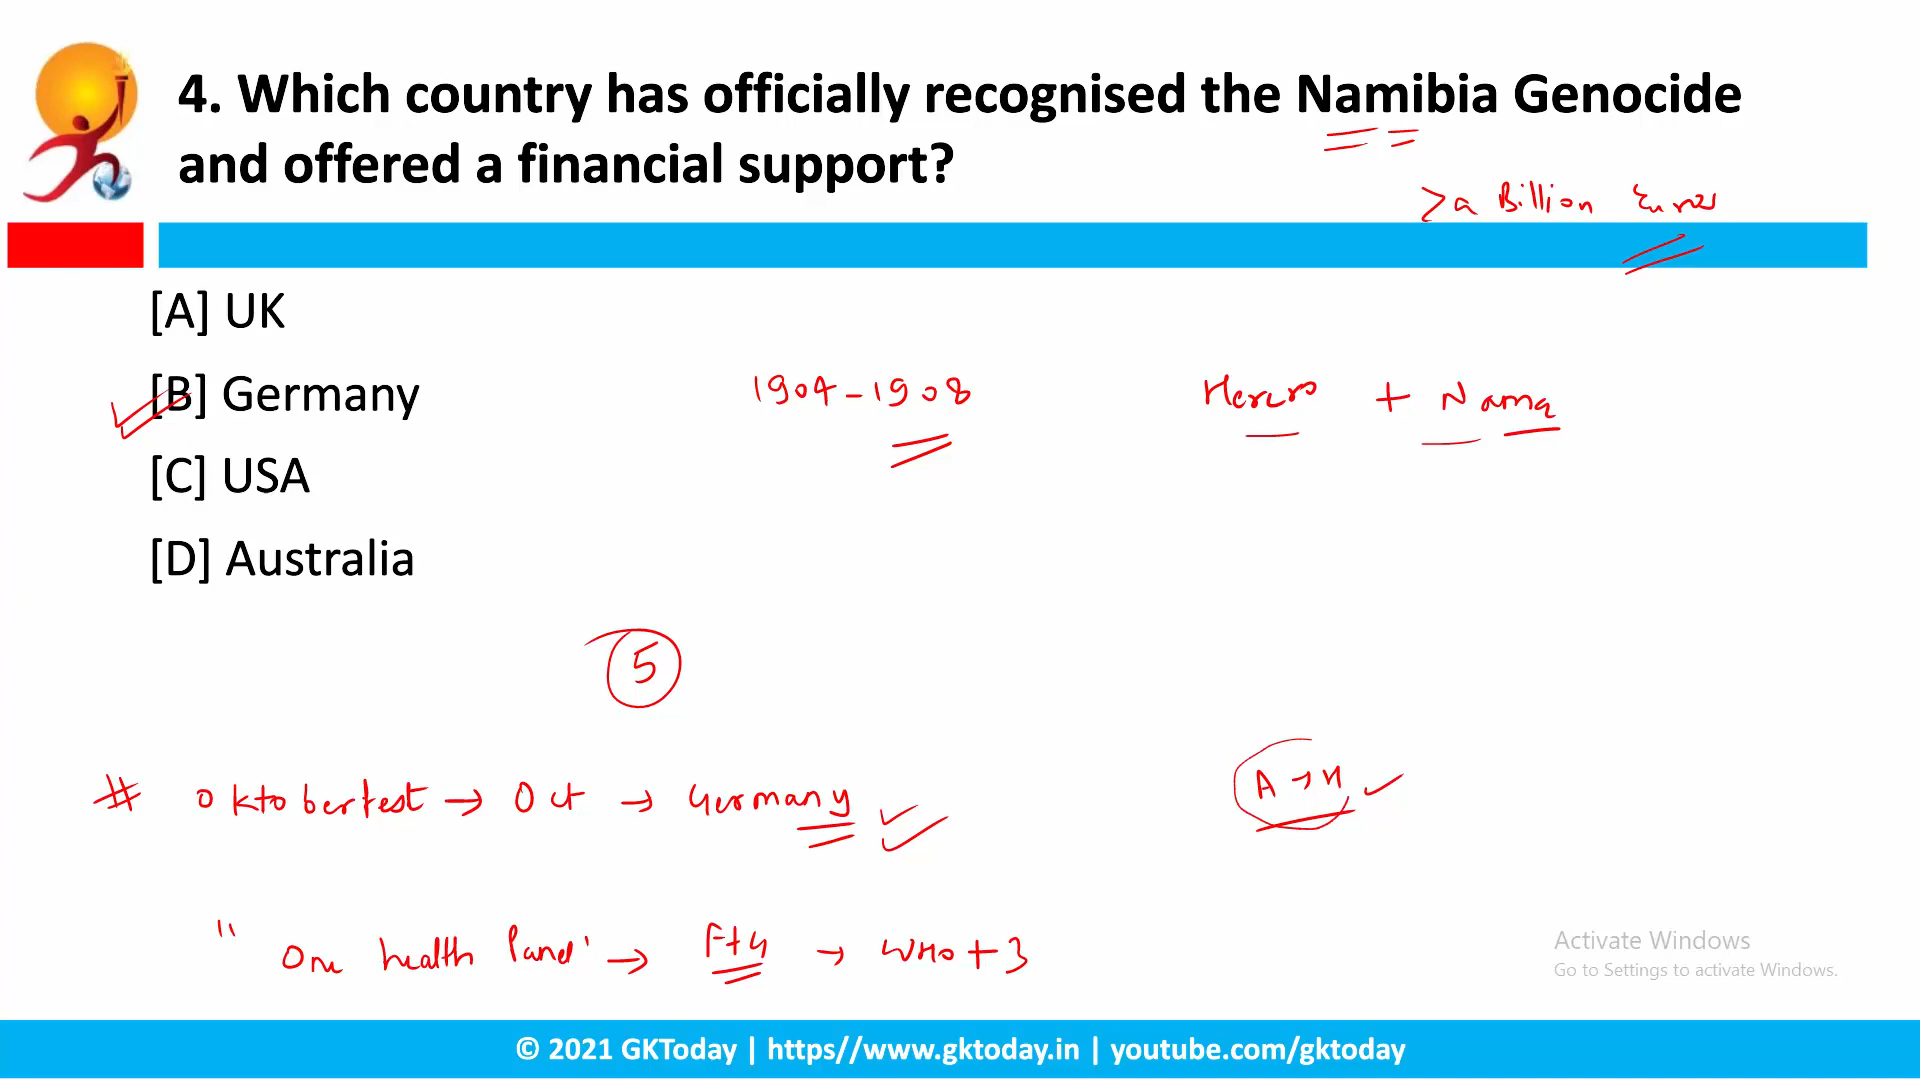 4. Which country has officially recognised the Namibia Genocide
and offered a financial support?
>a Billion Euros
[A] UK
[B] Germany
1904-1908
Herero + Nama
[C] USA
[D] Australia
5
# Oktoberfest → Oct → Germany
A → H
"One health Panel' → → WHO + 3
Activate Windows
Go to Settings to activate Windows.
© 2021 GKToday | https//www.gktoday.in | youtube.com/gktoday